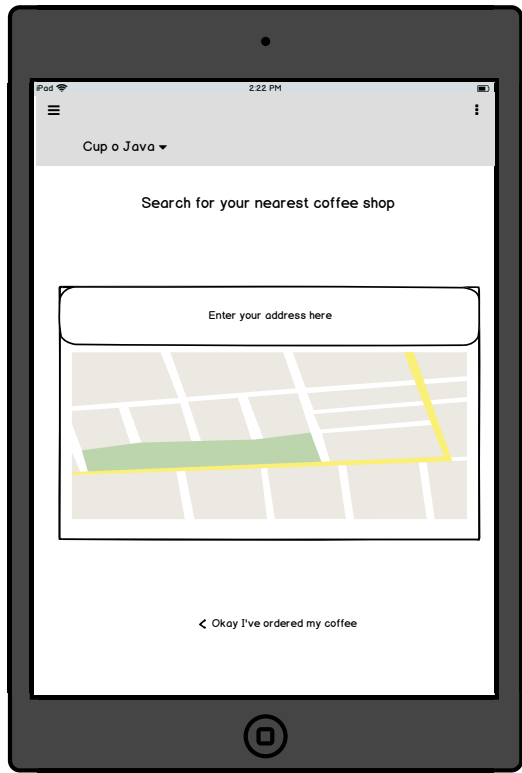 iPod
2:22 PM
Cup o Java
Search for your nearest coffee shop
Enter your address here
Okay I've ordered my coffee